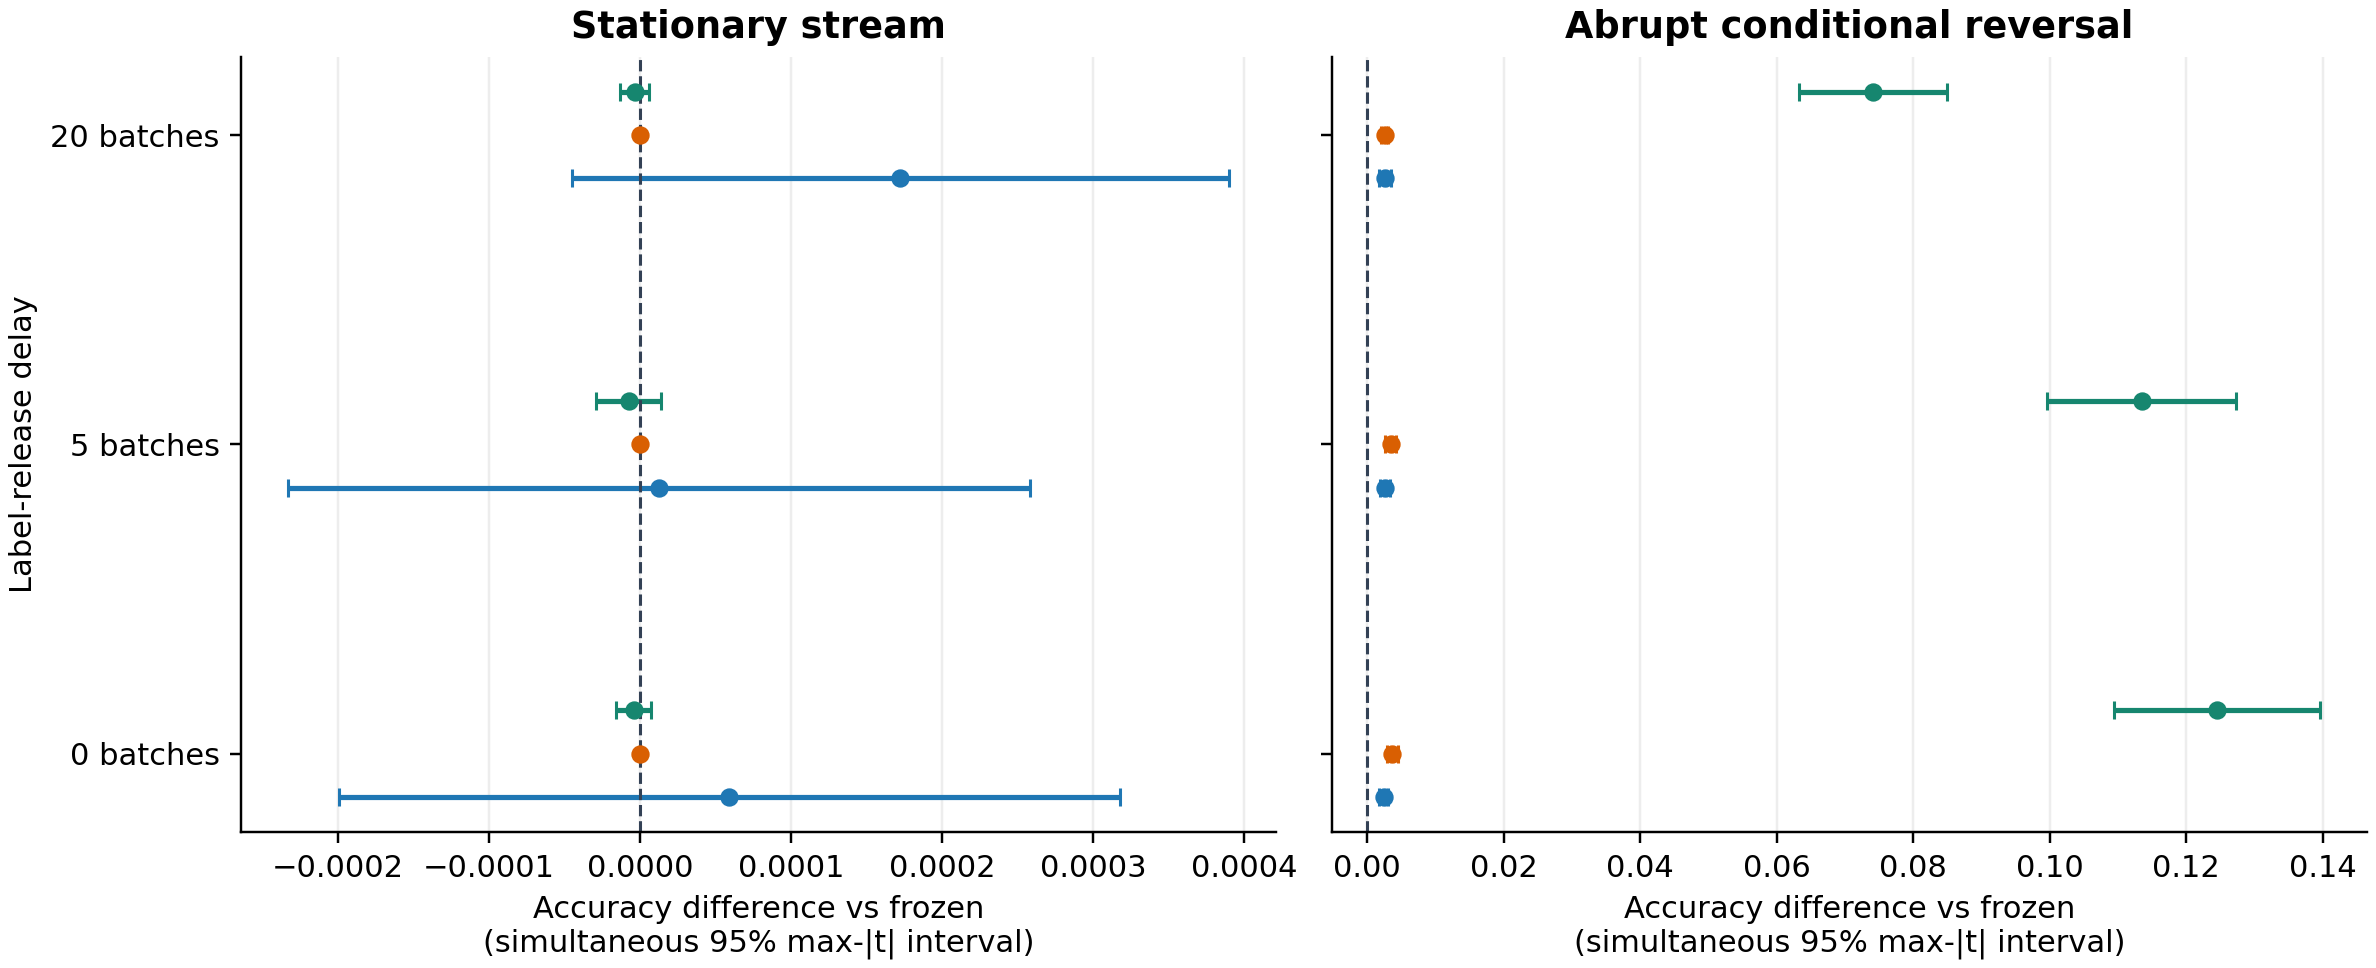 Stationary stream
Abrupt conditional reversal
Label-release delay
20 batches
5 batches
0 batches
−0.0002 −0.0001 0.0000 0.0001 0.0002 0.0003 0.0004
0.00 0.02 0.04 0.06 0.08 0.10 0.12 0.14
Accuracy difference vs frozen
(simultaneous 95% max-|t| interval)
Accuracy difference vs frozen
(simultaneous 95% max-|t| interval)